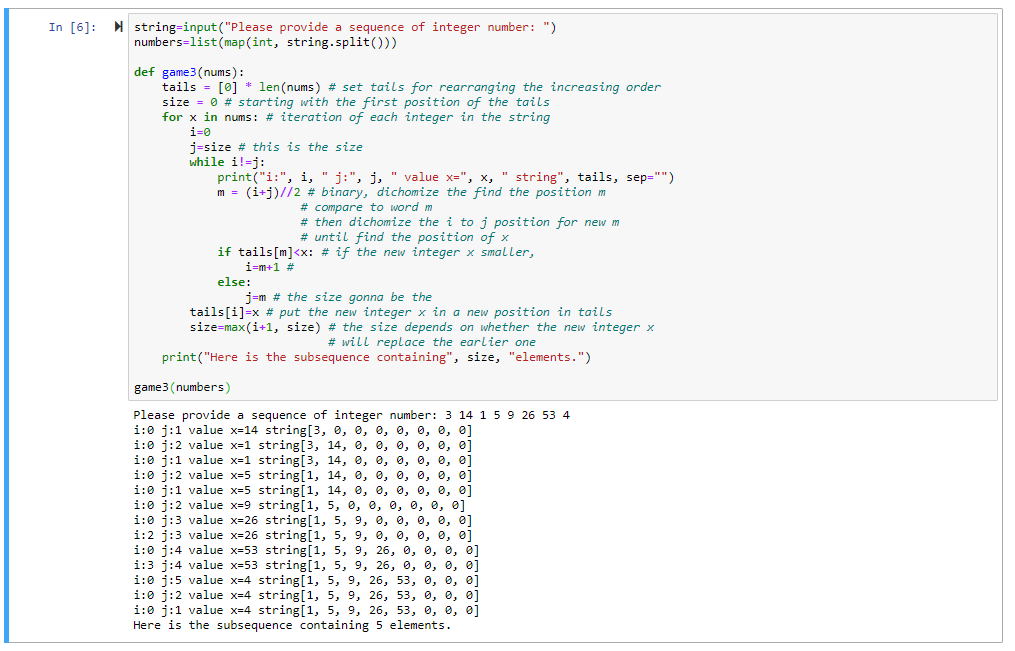 In [6]: string=input("Please provide a sequence of integer number: ")
numbers=list(map(int, string.split()))
def game3(nums):
tails = [0] * len(nums) # set tails for rearranging the increasing order
size = 0 # starting with the first position of the tails
for x in nums: # iteration of each integer in the string
i=0
j=size # this is the size
while i!=j:
print("i:", i, " j:", j, " value x=", x, " string", tails, sep="")
m = (i+j)//2 # binary, dichomize the find the position m
# compare to word m
# then dichomize the i to j position for new m
# until find the position of x
if tails[m]<x: # if the new integer x smaller,
i=m+1 #
else:
j=m # the size gonna be the
tails[i]=x # put the new integer x in a new position in tails
size=max(i+1, size) # the size depends on whether the new integer x
# will replace the earlier one
print("Here is the subsequence containing", size, "elements.")
game3(numbers)
Please provide a sequence of integer number: 3 14 1 5 9 26 53 4
i:0 j:1 value x=14 string[3, 0, 0, 0, 0, 0, 0, 0]
i:0 j:2 value x=1 string[3, 14, 0, 0, 0, 0, 0, 0]
i:0 j:1 value x=1 string[3, 14, 0, 0, 0, 0, 0, 0]
i:0 j:2 value x=5 string[1, 14, 0, 0, 0, 0, 0, 0]
i:0 j:1 value x=5 string[1, 14, 0, 0, 0, 0, 0, 0]
i:0 j:2 value x=9 string[1, 5, 0, 0, 0, 0, 0, 0]
i:0 j:3 value x=26 string[1, 5, 9, 0, 0, 0, 0, 0]
i:2 j:3 value x=26 string[1, 5, 9, 0, 0, 0, 0, 0]
i:0 j:4 value x=53 string[1, 5, 9, 26, 0, 0, 0, 0]
i:3 j:4 value x=53 string[1, 5, 9, 26, 0, 0, 0, 0]
i:0 j:5 value x=4 string[1, 5, 9, 26, 53, 0, 0, 0]
i:0 j:2 value x=4 string[1, 5, 9, 26, 53, 0, 0, 0]
i:0 j:1 value x=4 string[1, 5, 9, 26, 53, 0, 0, 0]
Here is the subsequence containing 5 elements.